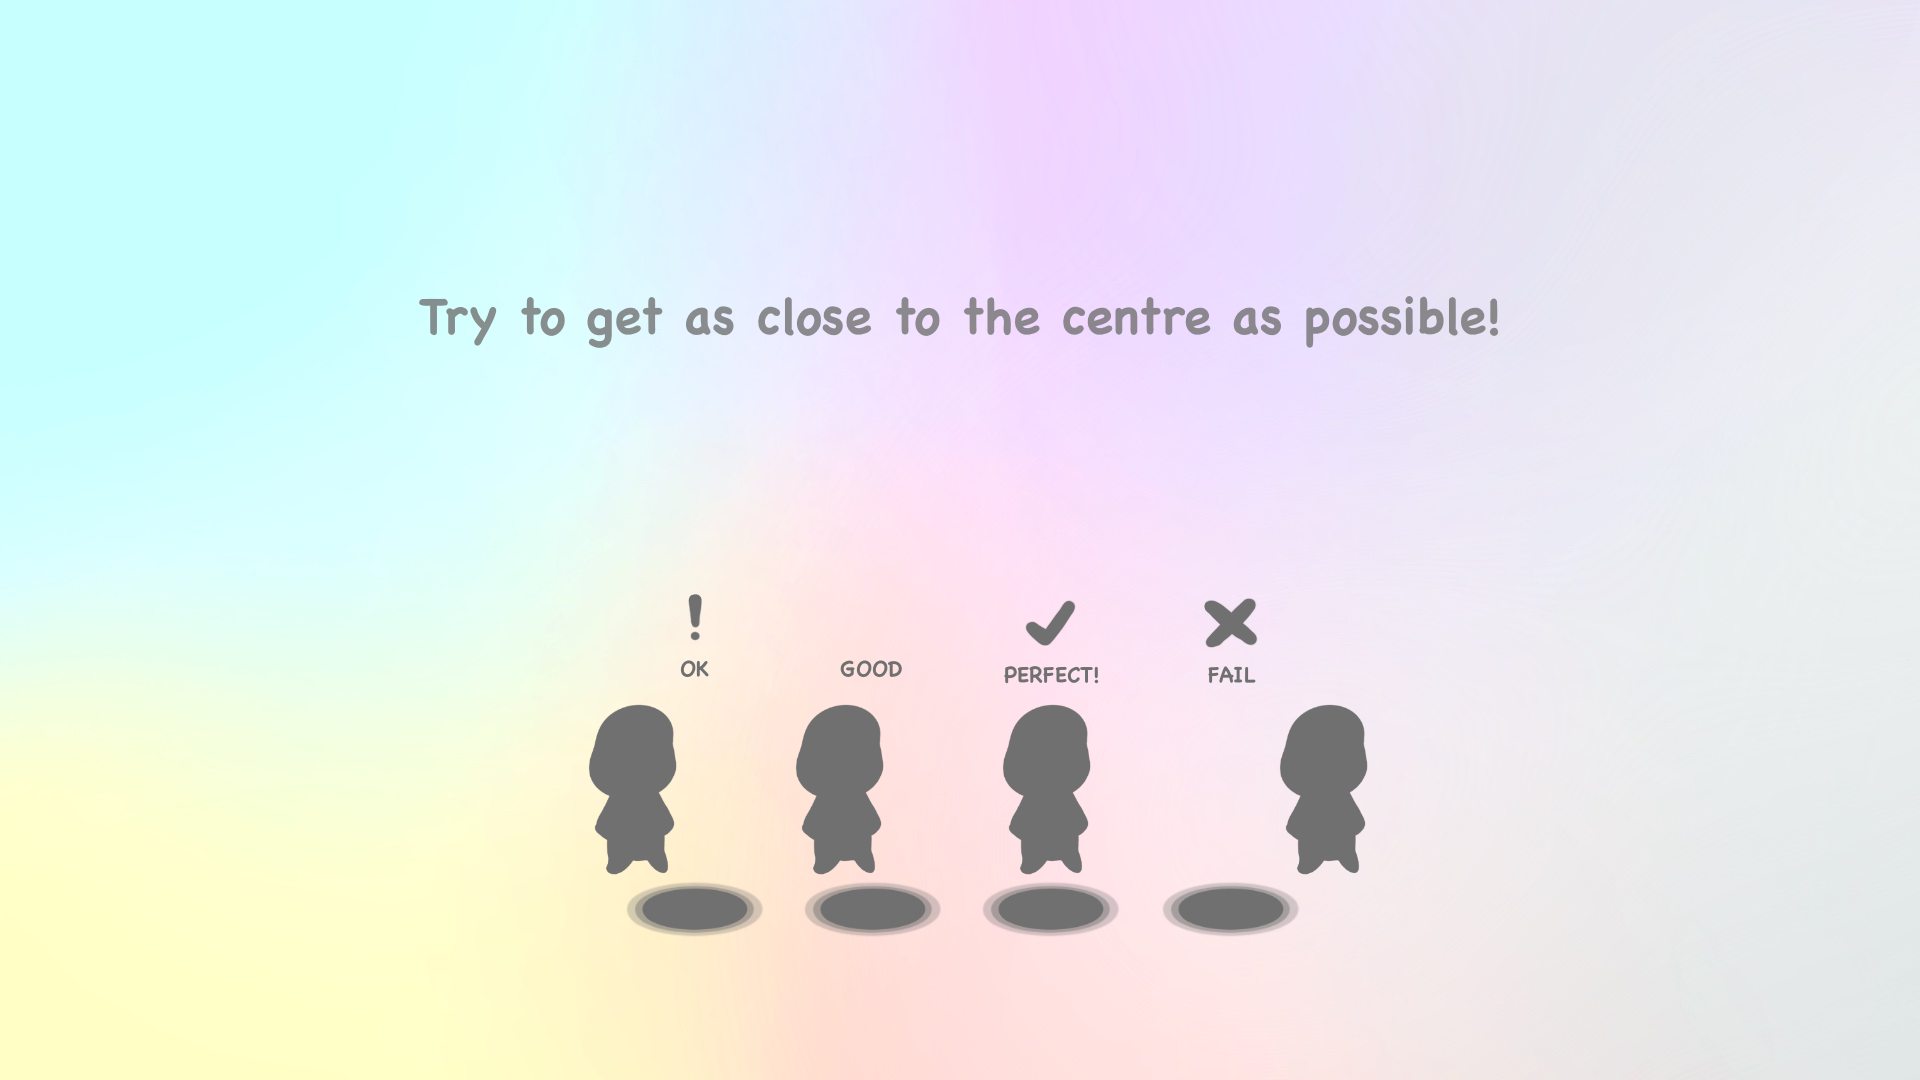 Try to get as close to the centre as possible!
!
OK GOOD PERFECT! FAIL